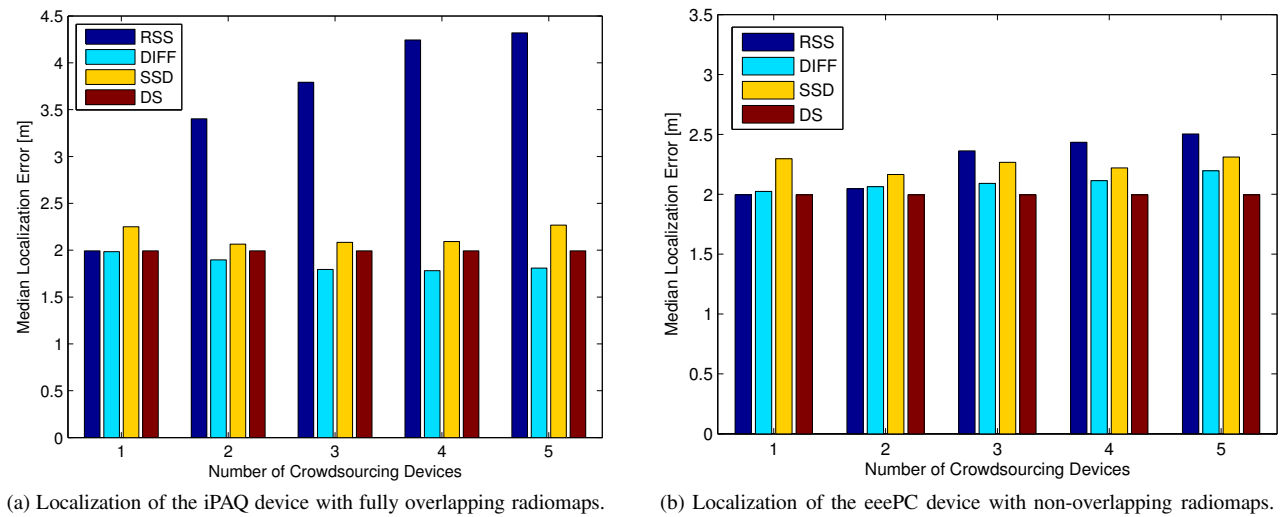 4.5
4
3.5
3
2.5
2
1.5
1
0.5
0
Median Localization Error [m]
RSS
DIFF
SSD
DS
1 2 3 4 5
Number of Crowdsourcing Devices
(a) Localization of the iPAQ device with fully overlapping radiomaps.
3.5
3
2.5
2
1.5
1
0.5
0
Median Localization Error [m]
RSS
DIFF
SSD
DS
1 2 3 4 5
Number of Crowdsourcing Devices
(b) Localization of the eeePC device with non-overlapping radiomaps.